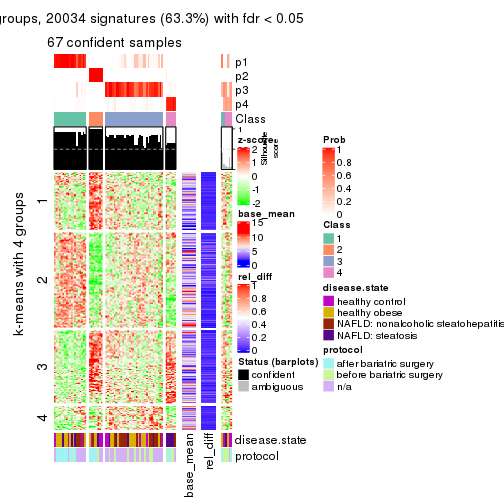 groups, 20034 signatures (63.3%) with fdr < 0.05
67 confident samples
p1
p2
p3
p4
Class
1
Silhouette
score
z-score
2
1
0
-1
-2
base_mean
15
10
5
0
rel_diff
1
0.8
0.6
0.4
0.2
0
Status (barplots)
confident
ambiguous
Prob
1
0.8
0.6
0.4
0.2
0
Class
1
2
3
4
disease.state
healthy control
healthy obese
NAFLD: nonalcoholic steatohepatitis
NAFLD: steatosis
protocol
after bariatric surgery
before bariatric surgery
n/a
k-means with 4 groups
1
2
3
4
disease.state
protocol
base_mean
rel_diff